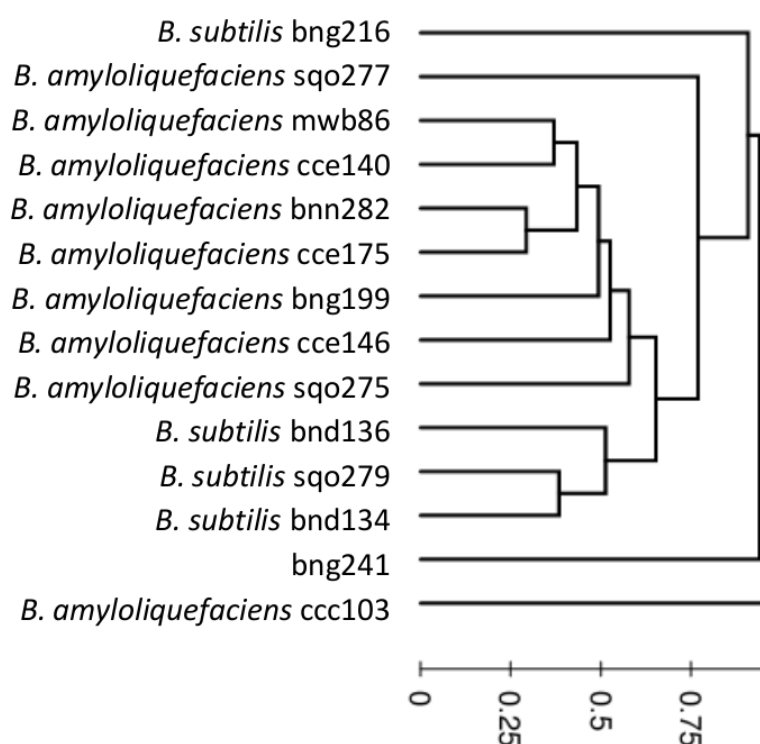 B. subtilis bng216
B. amyloliquefaciens sqo277
B. amyloliquefaciens mwb86
B. amyloliquefaciens cce140
B. amyloliquefaciens bnn282
B. amyloliquefaciens cce175
B. amyloliquefaciens bng199
B. amyloliquefaciens cce146
B. amyloliquefaciens sqo275
B. subtilis bnd136
B. subtilis sqo279
B. subtilis bnd134
bng241
B. amyloliquefaciens ccc103
0 0.25 0.5 0.75